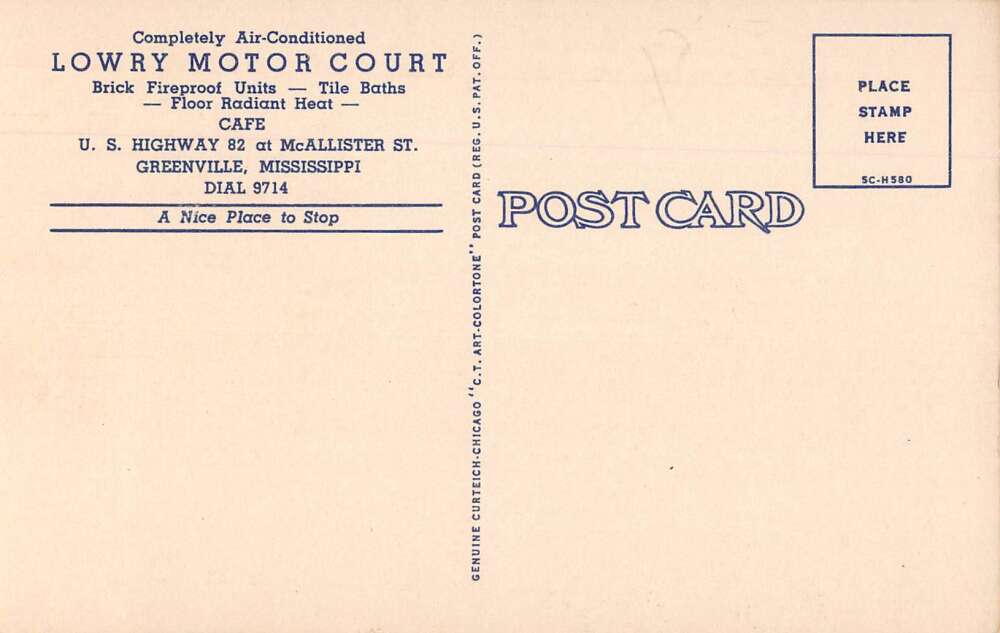 Completely Air-Conditioned
LOWRY MOTOR COURT
Brick Fireproof Units — Tile Baths
— Floor Radiant Heat —
CAFE
U. S. HIGHWAY 82 at McALLISTER ST.
GREENVILLE, MISSISSIPPI
DIAL 9714
A Nice Place to Stop
GENUINE CURTEICH-CHICAGO "C.T. ART-COLORTONE" POST CARD (REG. U.S. PAT. OFF.)
POST CARD
PLACE
STAMP
HERE
5C-H580